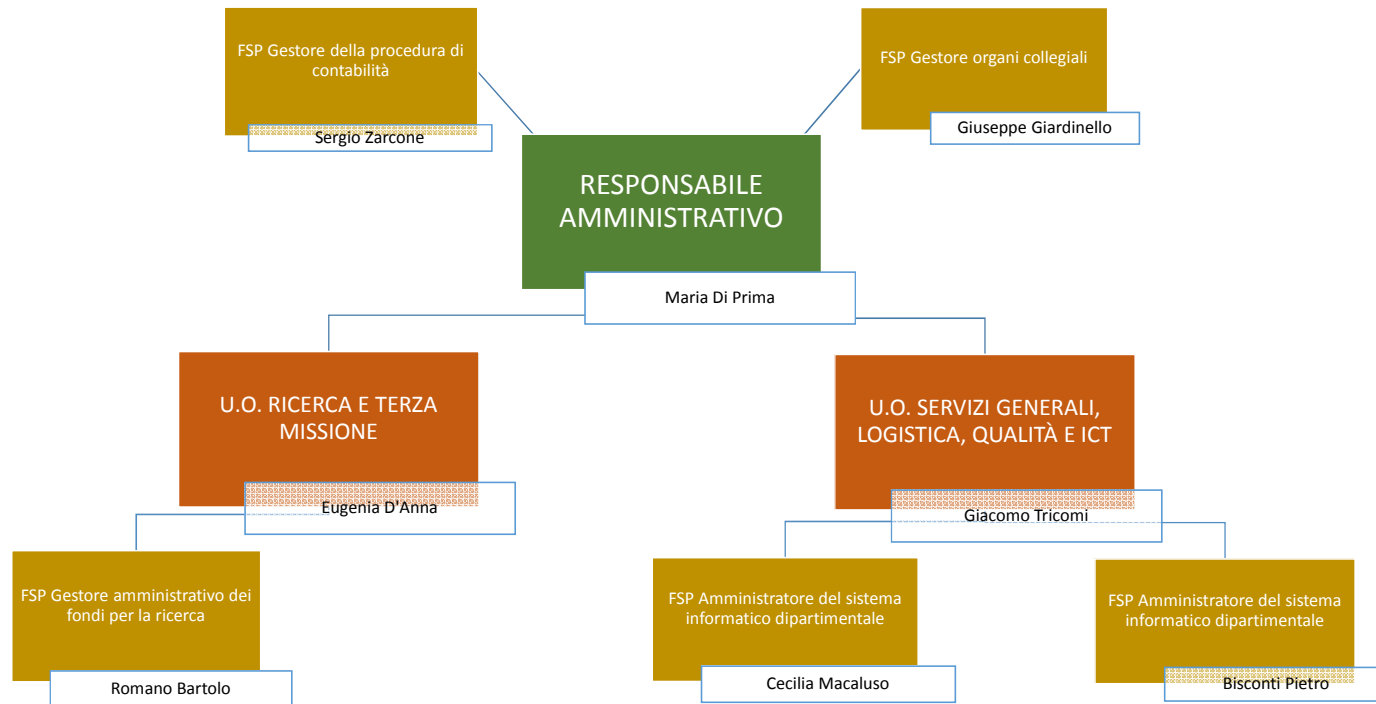 FSP Gestore della procedura di
contabilità
Sergio Zarcone
FSP Gestore organi collegiali
Giuseppe Giardinello
RESPONSABILE
AMMINISTRATIVO
Maria Di Prima
U.O. RICERCA E TERZA
MISSIONE
Eugenia D'Anna
U.O. SERVIZI GENERALI,
LOGISTICA, QUALITÀ E ICT
Giacomo Tricomi
FSP Gestore amministrativo dei
fondi per la ricerca
Romano Bartolo
FSP Amministratore del sistema
informatico dipartimentale
Cecilia Macaluso
FSP Amministratore del sistema
informatico dipartimentale
Bisconti Pietro